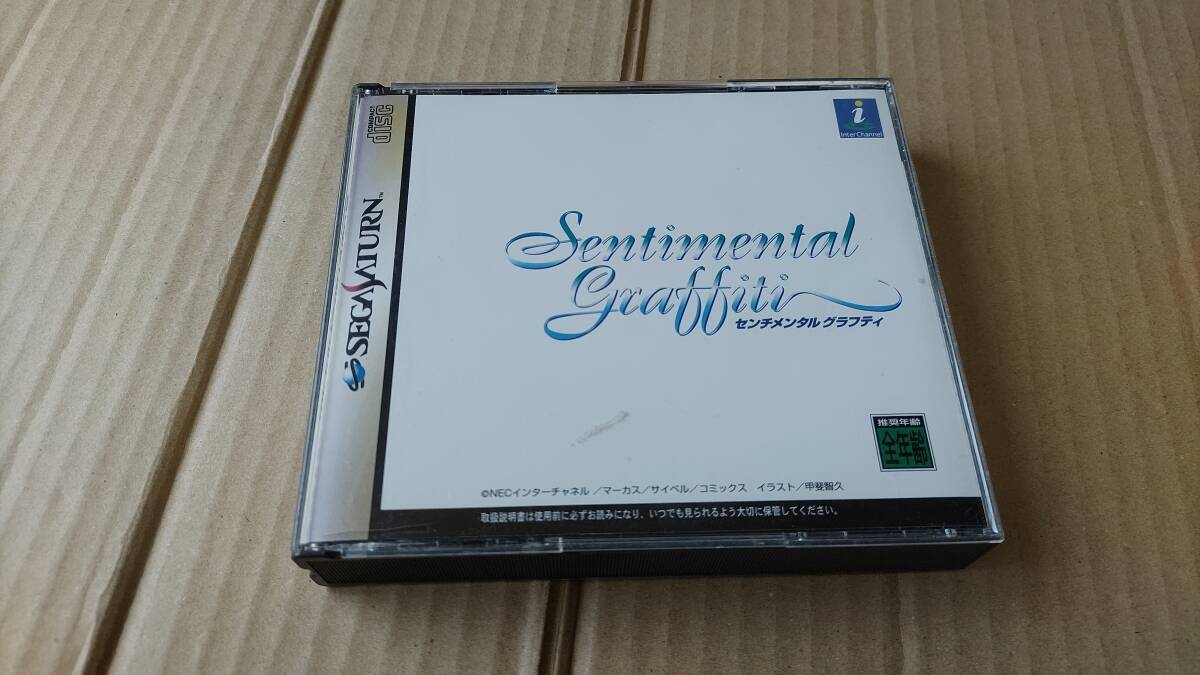 COMPACT
DISC
SEGA SATURN™
i
InterChannel
Sentimental
Graffiti
センチメンタル グラフティ
推奨年齢
全年齢
©NECインターチャネル ／マーカス／サイベル／コミックス イラスト／甲斐智久
取扱説明書は使用前に必ずお読みになり、いつでも見られるよう大切に保管してください。